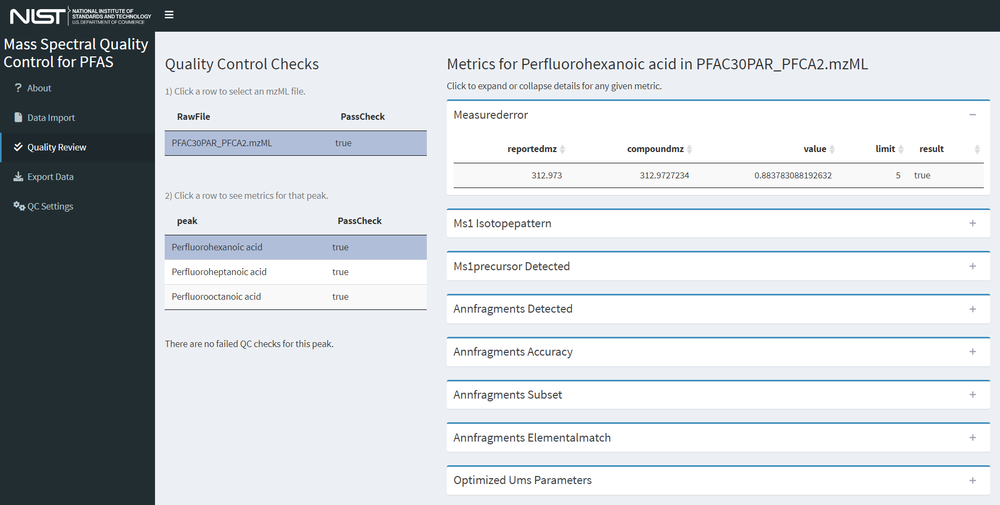 NIST
NATIONAL INSTITUTE OF
STANDARDS AND TECHNOLOGY
U.S. DEPARTMENT OF COMMERCE
Mass Spectral Quality
Control for PFAS
? About
Data Import
Quality Review
Export Data
QC Settings
Quality Control Checks
1) Click a row to select an mzML file.
RawFile PassCheck
PFAC30PAR_PFCA2.mzML true
2) Click a row to see metrics for that peak.
peak PassCheck
Perfluorohexanoic acid true
Perfluoroheptanoic acid true
Perfluorooctanoic acid true
There are no failed QC checks for this peak.
Metrics for Perfluorohexanoic acid in PFAC30PAR_PFCA2.mzML
Click to expand or collapse details for any given metric.
Measurederror
reportedmz compoundmz value limit result
312.973 312.9727234 0.883783088192632 5 true
Ms1 Isotopepattern
Ms1precursor Detected
Annfragments Detected
Annfragments Accuracy
Annfragments Subset
Annfragments Elementalmatch
Optimized Ums Parameters